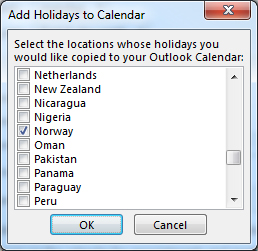 Add Holidays to Calendar
Select the locations whose holidays you
would like copied to your Outlook Calendar:
Netherlands
New Zealand
Nicaragua
Nigeria
Norway
Oman
Pakistan
Panama
Paraguay
Peru
OK
Cancel